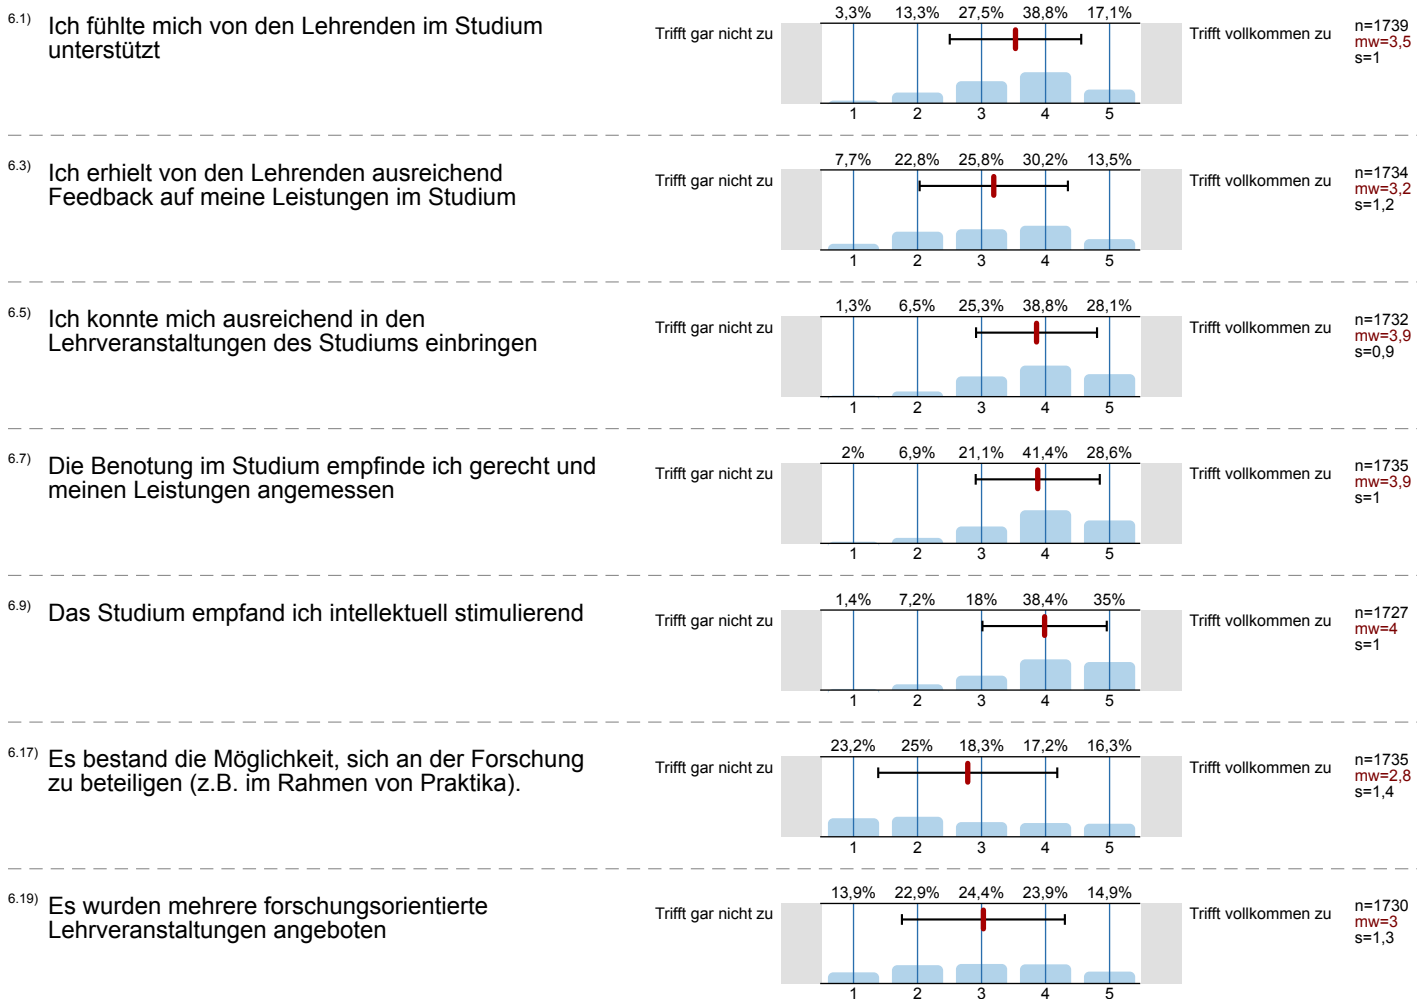 6.1) Ich fühlte mich von den Lehrenden im Studium
unterstützt
Trifft gar nicht zu
3,3% 13,3% 27,5% 38,8% 17,1%
1 2 3 4 5
Trifft vollkommen zu
n=1739
mw=3,5
s=1
6.3) Ich erhielt von den Lehrenden ausreichend
Feedback auf meine Leistungen im Studium
Trifft gar nicht zu
7,7% 22,8% 25,8% 30,2% 13,5%
1 2 3 4 5
Trifft vollkommen zu
n=1734
mw=3,2
s=1,2
6.5) Ich konnte mich ausreichend in den
Lehrveranstaltungen des Studiums einbringen
Trifft gar nicht zu
1,3% 6,5% 25,3% 38,8% 28,1%
1 2 3 4 5
Trifft vollkommen zu
n=1732
mw=3,9
s=0,9
6.7) Die Benotung im Studium empfinde ich gerecht und
meinen Leistungen angemessen
Trifft gar nicht zu
2% 6,9% 21,1% 41,4% 28,6%
1 2 3 4 5
Trifft vollkommen zu
n=1735
mw=3,9
s=1
6.9) Das Studium empfand ich intellektuell stimulierend
Trifft gar nicht zu
1,4% 7,2% 18% 38,4% 35%
1 2 3 4 5
Trifft vollkommen zu
n=1727
mw=4
s=1
6.17) Es bestand die Möglichkeit, sich an der Forschung
zu beteiligen (z.B. im Rahmen von Praktika).
Trifft gar nicht zu
23,2% 25% 18,3% 17,2% 16,3%
1 2 3 4 5
Trifft vollkommen zu
n=1735
mw=2,8
s=1,4
6.19) Es wurden mehrere forschungsorientierte
Lehrveranstaltungen angeboten
Trifft gar nicht zu
13,9% 22,9% 24,4% 23,9% 14,9%
1 2 3 4 5
Trifft vollkommen zu
n=1730
mw=3
s=1,3